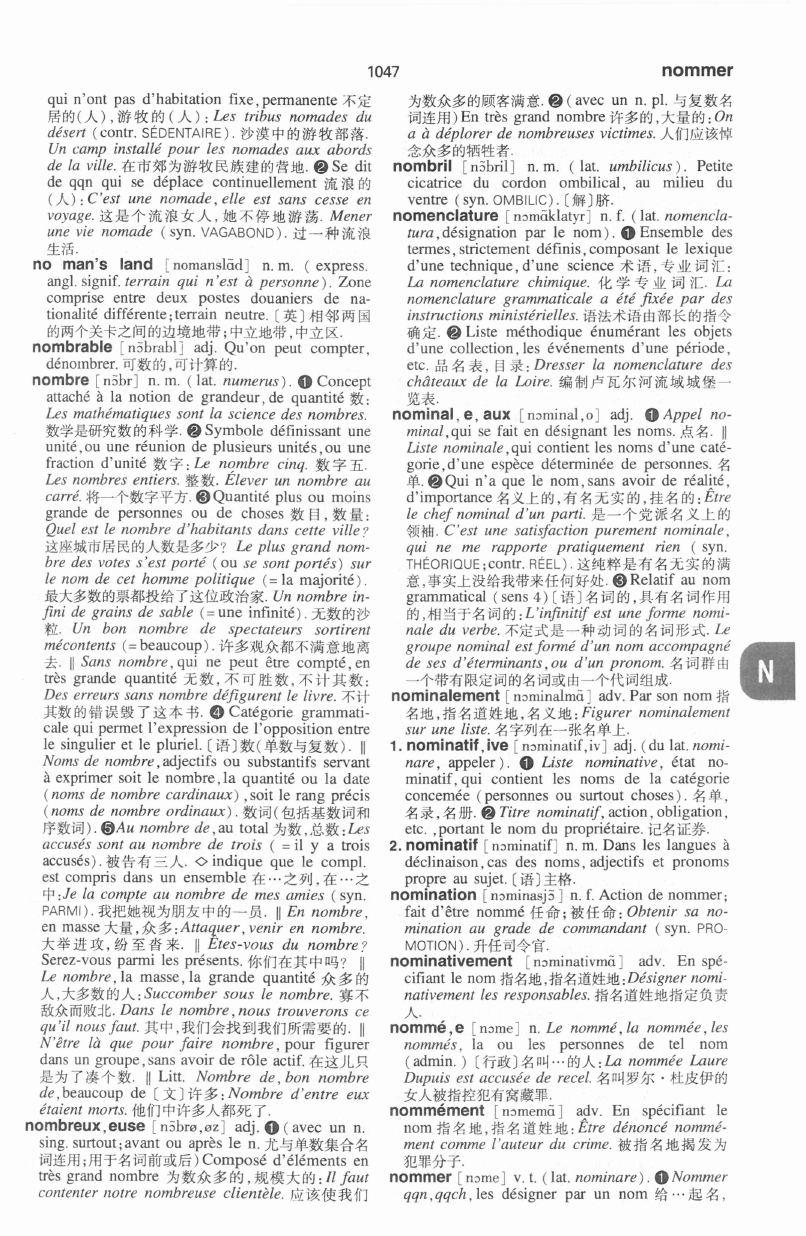 1047
nommer
qui n'ont pas d'habitation fixe, permanente 不定
居的(人),游牧的(人):Les tribus nomades du
désert (contr. SÉDENTAIRE). 沙漠中的游牧部落.
Un camp installé pour les nomades aux abords
de la ville. 在市郊为游牧民族建的营地. ❷ Se dit
de qqn qui se déplace continuellement 流浪的
(人):C'est une nomade, elle est sans cesse en
voyage. 这是个流浪女人,她不停地游荡. Mener
une vie nomade ( syn. VAGABOND). 过一种流浪
生活.
no man's land [nomanslɑ̃d] n. m. ( express.
angl. signif. terrain qui n'est à personne). Zone
comprise entre deux postes douaniers de na-
tionalité différente; terrain neutre. 〔英〕相邻两国
的两个关卡之间的边境地带;中立地带,中立区.
nombrable [nɔ̃brabl] adj. Qu'on peut compter,
dénombrer. 可数的,可计算的.
nombre [nɔ̃br] n. m. ( lat. numerus). ❶ Concept
attaché à la notion de grandeur, de quantité 数:
Les mathématiques sont la science des nombres.
数学是研究数的科学. ❷ Symbole définissant une
unité, ou une réunion de plusieurs unités, ou une
fraction d'unité 数字:Le nombre cinq. 数字五.
Les nombres entiers. 整数. Élever un nombre au
carré. 将一个数字平方. ❸ Quantité plus ou moins
grande de personnes ou de choses 数目,数量:
Quel est le nombre d'habitants dans cette ville?
这座城市居民的人数是多少? Le plus grand nom-
bre des votes s'est porté (ou se sont portés) sur
le nom de cet homme politique (= la majorité).
最大多数的票都投给了这位政治家. Un nombre in-
fini de grains de sable (= une infinité). 无数的沙
粒. Un bon nombre de spectateurs sortirent
mécontents (= beaucoup). 许多观众都不满意地离
去. ‖ Sans nombre, qui ne peut être compté, en
très grande quantité 无数,不可胜数,不计其数:
Des erreurs sans nombre défigurent le livre. 不计
其数的错误毁了这本书. ❹ Catégorie grammati-
cale qui permet l'expression de l'opposition entre
le singulier et le pluriel. 〔语〕数(单数与复数). ‖
Noms de nombre, adjectifs ou substantifs servant
à exprimer soit le nombre, la quantité ou la date
(noms de nombre cardinaux), soit le rang précis
(noms de nombre ordinaux). 数词(包括基数词和
序数词). ❺ Au nombre de, au total 为数,总数:Les
accusés sont au nombre de trois ( = il y a trois
accusés). 被告有三人. ◇ indique que le compl.
est compris dans un ensemble 在…之列,在…之
中:Je la compte au nombre de mes amies (syn.
PARMI). 我把她视为朋友中的一员. ‖ En nombre,
en masse 大量,众多:Attaquer, venir en nombre.
大举进攻,纷至沓来. ‖ Êtes-vous du nombre?
Serez-vous parmi les présents. 你们在其中吗? ‖
Le nombre, la masse, la grande quantité 众多的
人,大多数的人:Succomber sous le nombre. 寡不
敌众而败北. Dans le nombre, nous trouverons ce
qu'il nous faut. 其中,我们会找到我们所需要的. ‖
N'être là que pour faire nombre, pour figurer
dans un groupe, sans avoir de rôle actif. 在这儿只
是为了凑个数. ‖ Litt. Nombre de, bon nombre
de, beaucoup de 〔文〕许多:Nombre d'entre eux
étaient morts. 他们中许多人都死了.
nombreux, euse [nɔ̃brø, øz] adj. ❶ (avec un n.
sing. surtout; avant ou après le n. 尤与单数集合名
词连用;用于名词前或后) Composé d'éléments en
très grand nombre 为数众多的,规模大的:Il faut
contenter notre nombreuse clientèle. 应该使我们
为数众多的顾客满意. ❷ (avec un n. pl. 与复数名
词连用) En très grand nombre 许多的,大量的:On
a à déplorer de nombreuses victimes. 人们应该悼
念众多的牺牲者.
nombril [nɔ̃bril] n. m. ( lat. umbilicus). Petite
cicatrice du cordon ombilical, au milieu du
ventre (syn. OMBILIC). 〔解〕脐.
nomenclature [nɔmɑ̃klatyr] n. f. (lat. nomencla-
tura, désignation par le nom). ❶ Ensemble des
termes, strictement définis, composant le lexique
d'une technique, d'une science 术语,专业词汇:
La nomenclature chimique. 化学专业词汇. La
nomenclature grammaticale a été fixée par des
instructions ministérielles. 语法术语由部长的指令
确定. ❷ Liste méthodique énumérant les objets
d'une collection, les événements d'une période,
etc. 品名表,目录:Dresser la nomenclature des
châteaux de la Loire. 编制卢瓦尔河流域城堡一
览表.
nominal, e, aux [nɔminal, o] adj. ❶ Appel no-
minal, qui se fait en désignant les noms. 点名. ‖
Liste nominale, qui contient les noms d'une caté-
gorie, d'une espèce déterminée de personnes. 名
单. ❷ Qui n'a que le nom, sans avoir de réalité,
d'importance 名义上的,有名无实的,挂名的:Être
le chef nominal d'un parti. 是一个党派名义上的
领袖. C'est une satisfaction purement nominale,
qui ne me rapporte pratiquement rien ( syn.
THÉORIQUE; contr. RÉEL). 这纯粹是有名无实的满
意,事实上没给我带来任何好处. ❸ Relatif au nom
grammatical (sens 4) 〔语〕名词的,具有名词作用
的,相当于名词的:L'infinitif est une forme nomi-
nale du verbe. 不定式是一种动词的名词形式. Le
groupe nominal est formé d'un nom accompagné
de ses d'éterminants, ou d'un pronom. 名词群由
一个带有限定词的名词或由一个代词组成.
nominalement [nɔminalmɑ̃] adv. Par son nom 指
名地,指名道姓地,名义地:Figurer nominalement
sur une liste. 名字列在一张名单上.
1. nominatif, ive [nɔminatif, iv] adj. (du lat. nomi-
nare, appeler). ❶ Liste nominative, état no-
minatif, qui contient les noms de la catégorie
concernée (personnes ou surtout choses). 名单,
名录,名册. ❷ Titre nominatif, action, obligation,
etc. , portant le nom du propriétaire. 记名证券.
2. nominatif [nɔminatif] n. m. Dans les langues à
déclinaison, cas des noms, adjectifs et pronoms
propre au sujet. 〔语〕主格.
nomination [nɔminasjɔ̃] n. f. Action de nommer;
fait d'être nommé 任命;被任命:Obtenir sa no-
mination au grade de commandant ( syn. PRO-
MOTION). 升任司令官.
nominativement [nɔminativmɑ̃] adv. En spé-
cifiant le nom 指名地,指名道姓地:Désigner nomi-
nativement les responsables. 指名道姓地指定负责
人.
nommé, e [nɔme] n. Le nommé, la nommée, les
nommés, la ou les personnes de tel nom
(admin. ) 〔行政〕名叫…的人:La nommée Laure
Dupuis est accusée de recel. 名叫罗尔・杜皮伊的
女人被指控犯有窝藏罪.
nommément [nɔmemɑ̃] adv. En spécifiant le
nom 指名地,指名道姓地:Être dénoncé nommé-
ment comme l'auteur du crime. 被指名地揭发为
犯罪分子.
nommer [nɔme] v. t. (lat. nominare). ❶ Nommer
qqn, qqch, les désigner par un nom 给…起名,
N